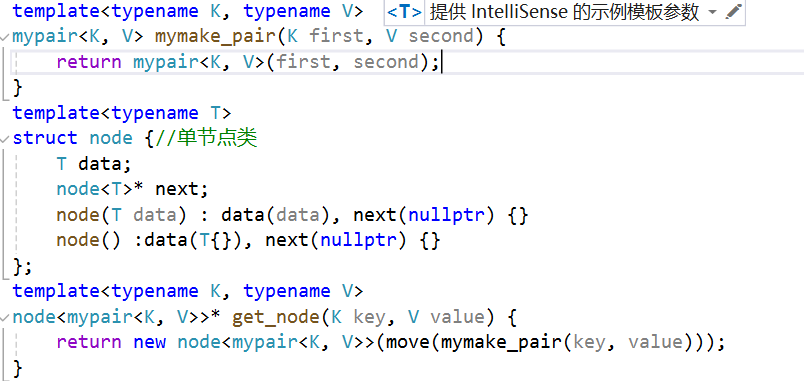 template<typename K, typename V> <T> 提供 IntelliSense 的示例模板参数
mypair<K, V> mymake_pair(K first, V second) {
    return mypair<K, V>(first, second);
}
template<typename T>
struct node {//单节点类
    T data;
    node<T>* next;
    node(T data) : data(data), next(nullptr) {}
    node() :data(T{}), next(nullptr) {}
};
template<typename K, typename V>
node<mypair<K, V>>* get_node(K key, V value) {
    return new node<mypair<K, V>>(move(mymake_pair(key, value)));
}